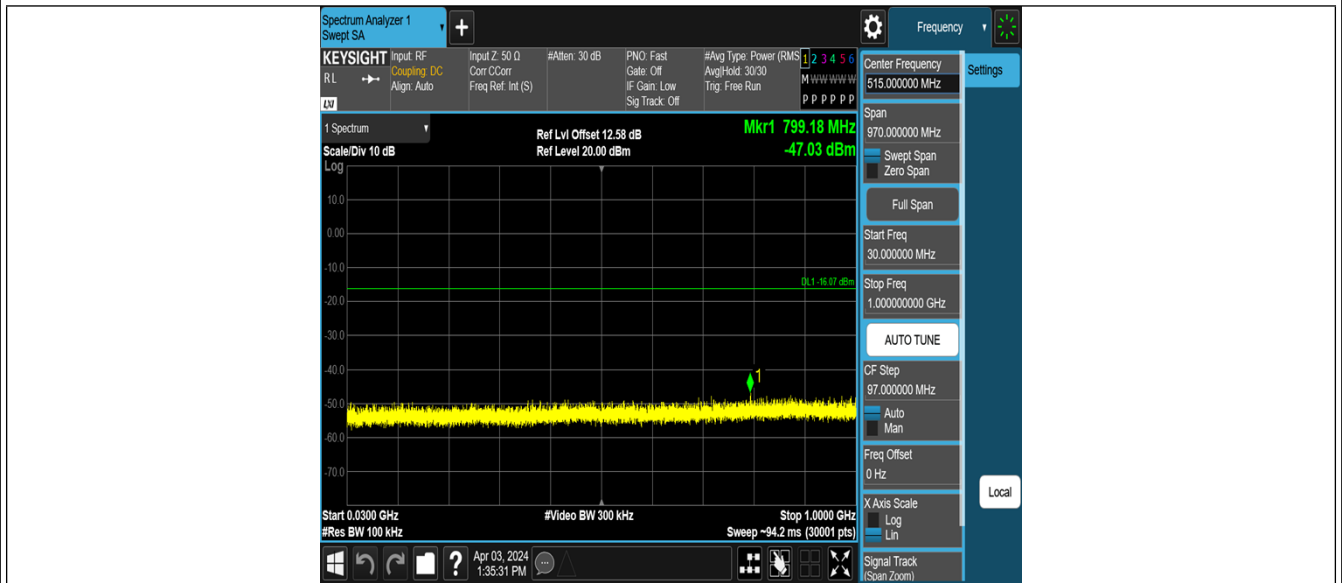 Spectrum Analyzer 1
Swept SA
+
Frequency
KEYSIGHT
RL
LXI
Input: RF
Coupling: DC
Align: Auto
Input Z: 50 Ω
Corr CCorr
Freq Ref: Int (S)
#Atten: 30 dB
PNO: Fast
Gate: Off
IF Gain: Low
Sig Track: Off
#Avg Type: Power (RMS
Avg|Hold: 30/30
Trig: Free Run
1 2 3 4 5 6
M W W W W W
P P P P P P
1 Spectrum
Scale/Div 10 dB
Log
Ref Lvl Offset 12.58 dB
Ref Level 20.00 dBm
Mkr1 799.18 MHz
-47.03 dBm
10.0
0.00
-10.0
DL1 -16.07 dBm
-20.0
-30.0
-40.0
1
-50.0
-60.0
-70.0
Start 0.0300 GHz
#Res BW 100 kHz
#Video BW 300 kHz
Stop 1.0000 GHz
Sweep ~94.2 ms (30001 pts)
?
Apr 03, 2024
1:35:31 PM
Center Frequency
515.000000 MHz
Span
970.000000 MHz
Swept Span
Zero Span
Full Span
Start Freq
30.000000 MHz
Stop Freq
1.000000000 GHz
AUTO TUNE
CF Step
97.000000 MHz
Auto
Man
Freq Offset
0 Hz
X Axis Scale
Log
Lin
Signal Track
(Span Zoom)
Settings
Local